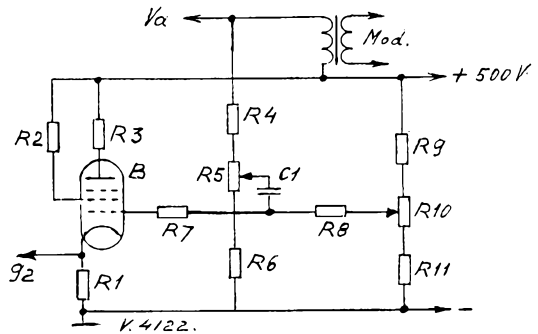 Va
Mod.
+ 500 V
R2
R3
R4
R9
B
R5
C1
R10
R7
R8
g2
R1
R6
R11
-
V. 4122.